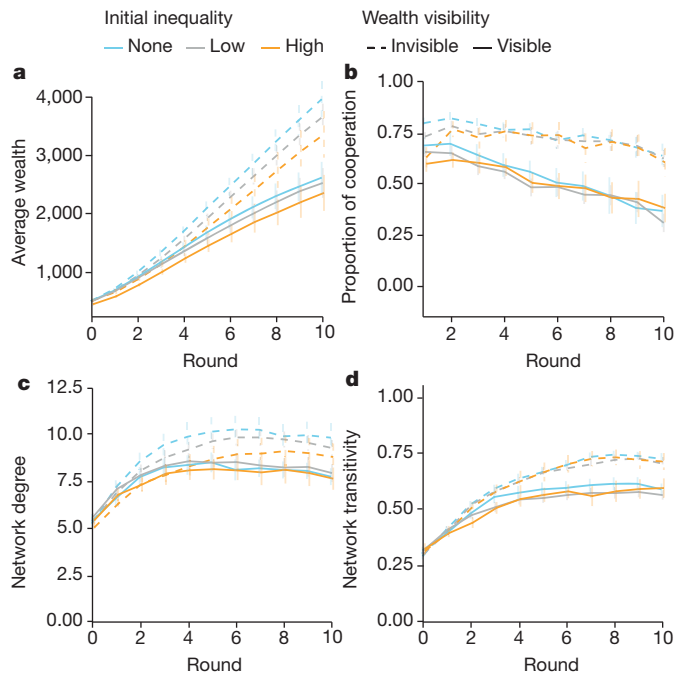 Initial inequality
Wealth visibility
None Low High
Invisible Visible
a
Average wealth
4,000
3,000
2,000
1,000
0 2 4 6 8 10
Round
b
Proportion of cooperation
1.00
0.75
0.50
0.25
0.00
2 4 6 8 10
Round
c
Network degree
12.5
10.0
7.5
5.0
2.5
0.00
0 2 4 6 8 10
Round
d
Network transitivity
1.00
0.75
0.50
0.25
0.00
0 2 4 6 8 10
Round